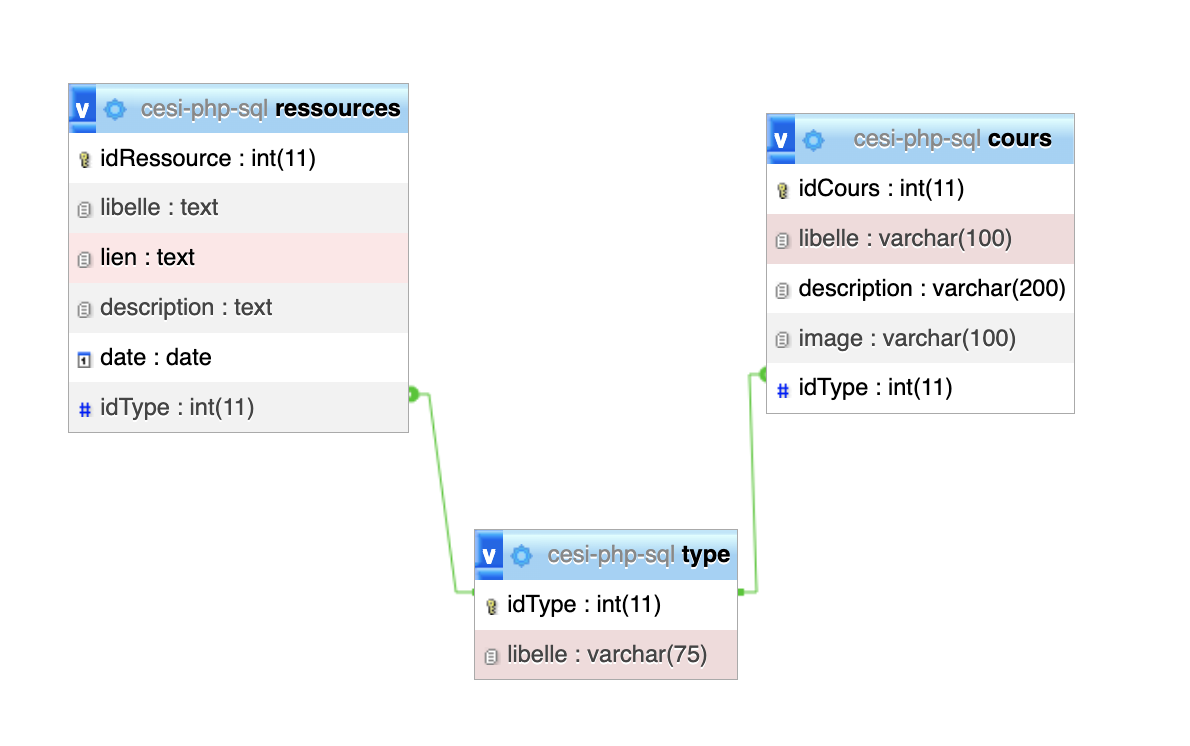 v cesi-php-sql ressources
idRessource : int(11)
libelle : text
lien : text
description : text
date : date
# idType : int(11)
v cesi-php-sql cours
idCours : int(11)
libelle : varchar(100)
description : varchar(200)
image : varchar(100)
# idType : int(11)
v cesi-php-sql type
idType : int(11)
libelle : varchar(75)